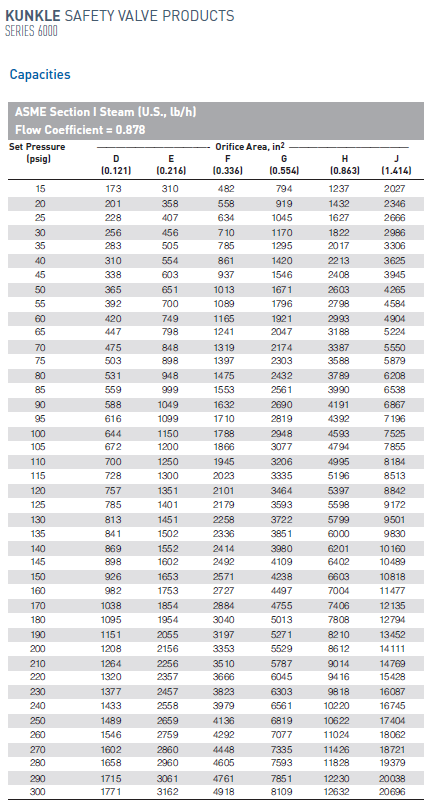 KUNKLE SAFETY VALVE PRODUCTS
SERIES 6000
Capacities
ASME Section I Steam (U.S., lb/h)
Flow Coefficient = 0.878
Set Pressure Orifice Area, in²
(psig) D E F G H J
(0.121) (0.216) (0.336) (0.554) (0.863) (1.414)
15 173 310 482 794 1237 2027
20 201 358 558 919 1432 2346
25 228 407 634 1045 1627 2666
30 256 456 710 1170 1822 2986
35 283 505 785 1295 2017 3306
40 310 554 861 1420 2213 3625
45 338 603 937 1546 2408 3945
50 365 651 1013 1671 2603 4265
55 392 700 1089 1796 2798 4584
60 420 749 1165 1921 2993 4904
65 447 798 1241 2047 3188 5224
70 475 848 1319 2174 3387 5550
75 503 898 1397 2303 3588 5879
80 531 948 1475 2432 3789 6208
85 559 999 1553 2561 3990 6538
90 588 1049 1632 2690 4191 6867
95 616 1099 1710 2819 4392 7196
100 644 1150 1788 2948 4593 7525
105 672 1200 1866 3077 4794 7855
110 700 1250 1945 3206 4995 8184
115 728 1300 2023 3335 5196 8513
120 757 1351 2101 3464 5397 8842
125 785 1401 2179 3593 5598 9172
130 813 1451 2258 3722 5799 9501
135 841 1502 2336 3851 6000 9830
140 869 1552 2414 3980 6201 10160
145 898 1602 2492 4109 6402 10489
150 926 1653 2571 4238 6603 10818
160 982 1753 2727 4497 7004 11477
170 1038 1854 2884 4755 7406 12135
180 1095 1954 3040 5013 7808 12794
190 1151 2055 3197 5271 8210 13452
200 1208 2156 3353 5529 8612 14111
210 1264 2256 3510 5787 9014 14769
220 1320 2357 3666 6045 9416 15428
230 1377 2457 3823 6303 9818 16087
240 1433 2558 3979 6561 10220 16745
250 1489 2659 4136 6819 10622 17404
260 1546 2759 4292 7077 11024 18062
270 1602 2860 4448 7335 11426 18721
280 1658 2960 4605 7593 11828 19379
290 1715 3061 4761 7851 12230 20038
300 1771 3162 4918 8109 12632 20696